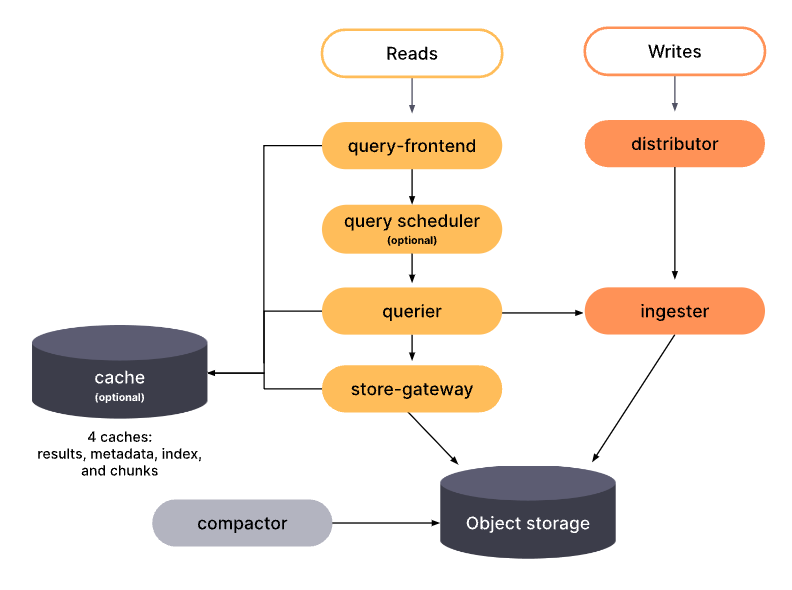 Reads
Writes
query-frontend
distributor
query scheduler
(optional)
querier
ingester
cache
(optional)
store-gateway
4 caches:
results, metadata, index,
and chunks
compactor
Object storage